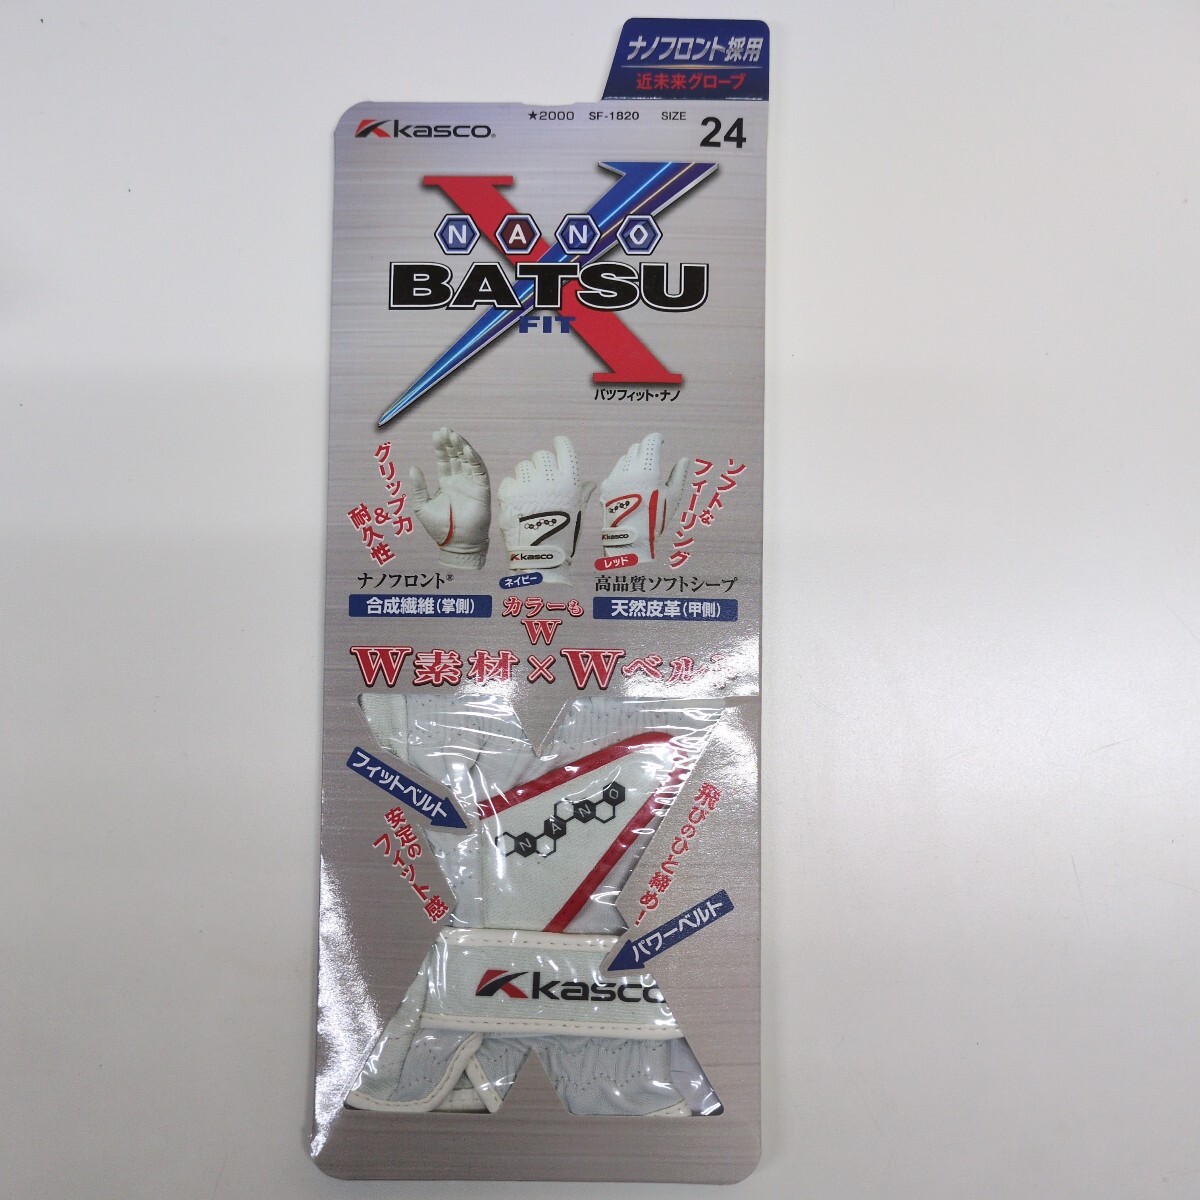 ナノフロント採用
近未来グローブ
kasco
★2000 SF-1820 SIZE 24
NANO
BATSU
FIT
バツフィット・ナノ
グリップ力
&
耐久性
ソフトな
フィーリング
kasco
ネイビー
kasco
レッド
ナノフロント®
合成繊維(掌側)
カラーも
W
高品質ソフトシープ
天然皮革(甲側)
W素材×Wベルト
フィットベルト
安定の
フィット感
NANO
飛びのひと締め!
パワーベルト
kasco